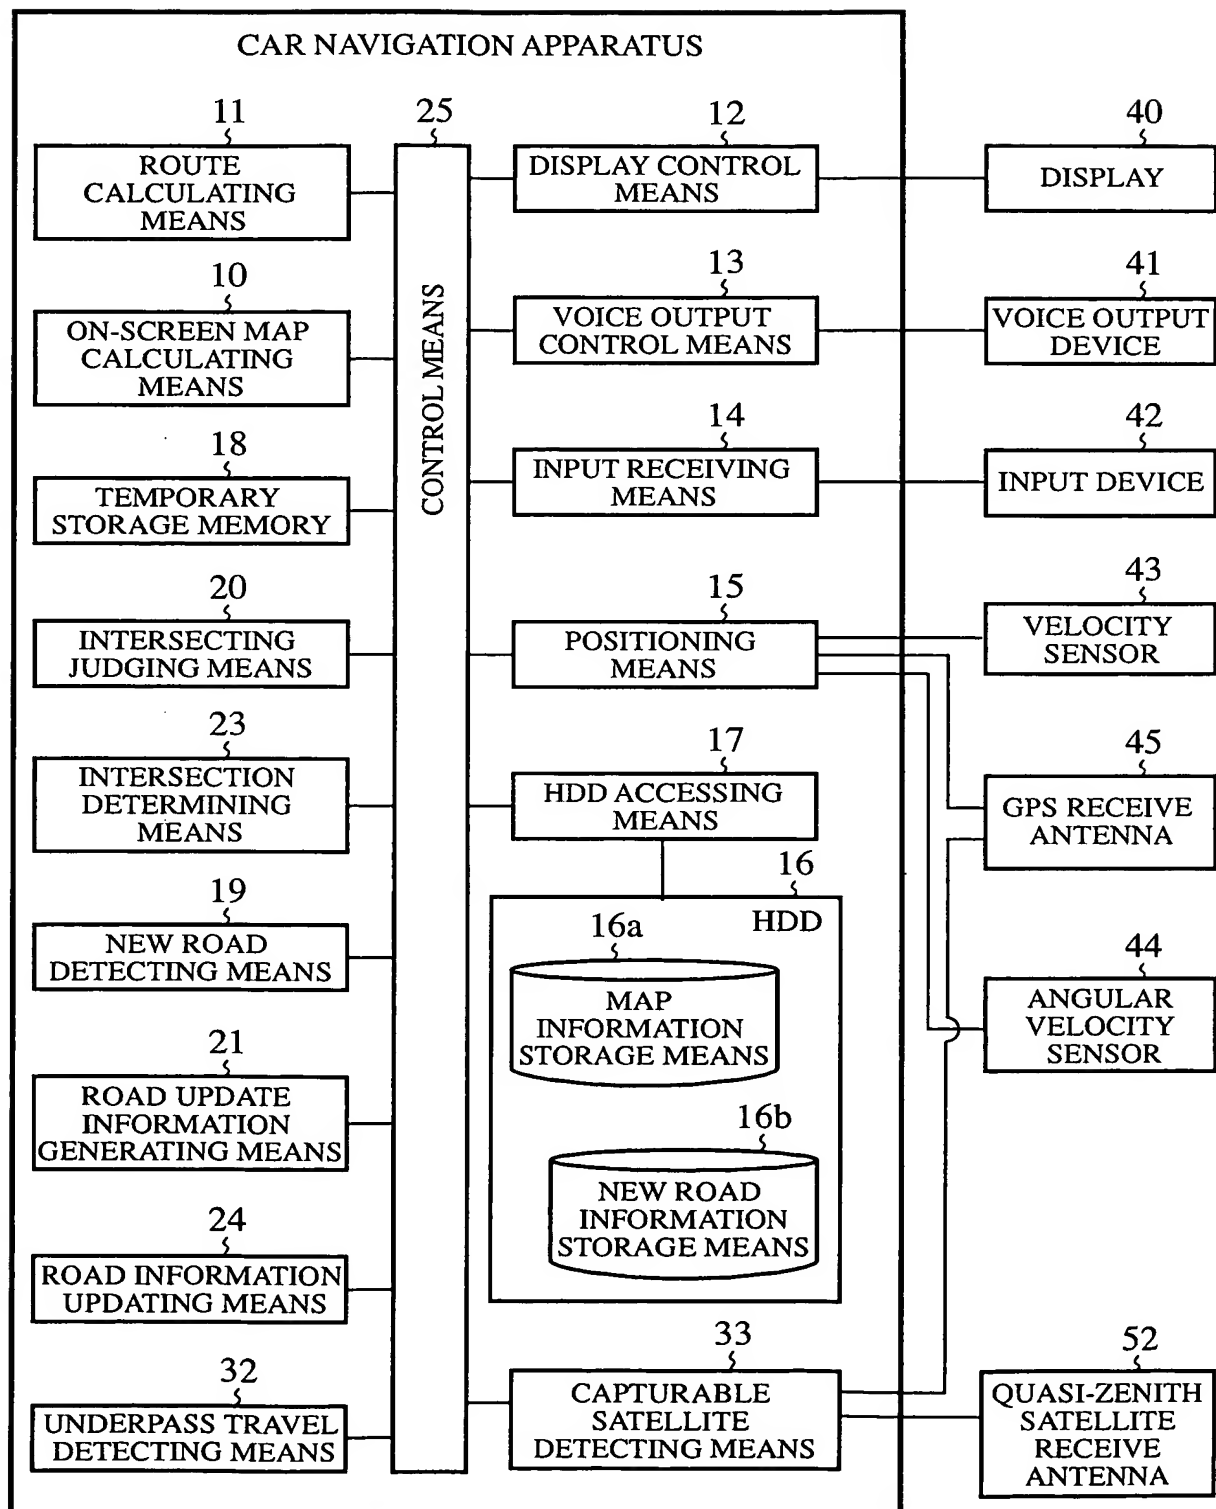 CAR NAVIGATION APPARATUS
11
ROUTE
CALCULATING
MEANS
10
ON-SCREEN MAP
CALCULATING
MEANS
18
TEMPORARY
STORAGE MEMORY
20
INTERSECTING
JUDGING MEANS
23
INTERSECTION
DETERMINING
MEANS
19
NEW ROAD
DETECTING MEANS
21
ROAD UPDATE
INFORMATION
GENERATING MEANS
24
ROAD INFORMATION
UPDATING MEANS
32
UNDERPASS TRAVEL
DETECTING MEANS
25
CONTROL MEANS
12
DISPLAY CONTROL
MEANS
13
VOICE OUTPUT
CONTROL MEANS
14
INPUT RECEIVING
MEANS
15
POSITIONING
MEANS
17
HDD ACCESSING
MEANS
16
HDD
16a
MAP
INFORMATION
STORAGE MEANS
16b
NEW ROAD
INFORMATION
STORAGE MEANS
33
CAPTURABLE
SATELLITE
DETECTING MEANS
40
DISPLAY
41
VOICE OUTPUT
DEVICE
42
INPUT DEVICE
43
VELOCITY
SENSOR
45
GPS RECEIVE
ANTENNA
44
ANGULAR
VELOCITY
SENSOR
52
QUASI-ZENITH
SATELLITE
RECEIVE
ANTENNA